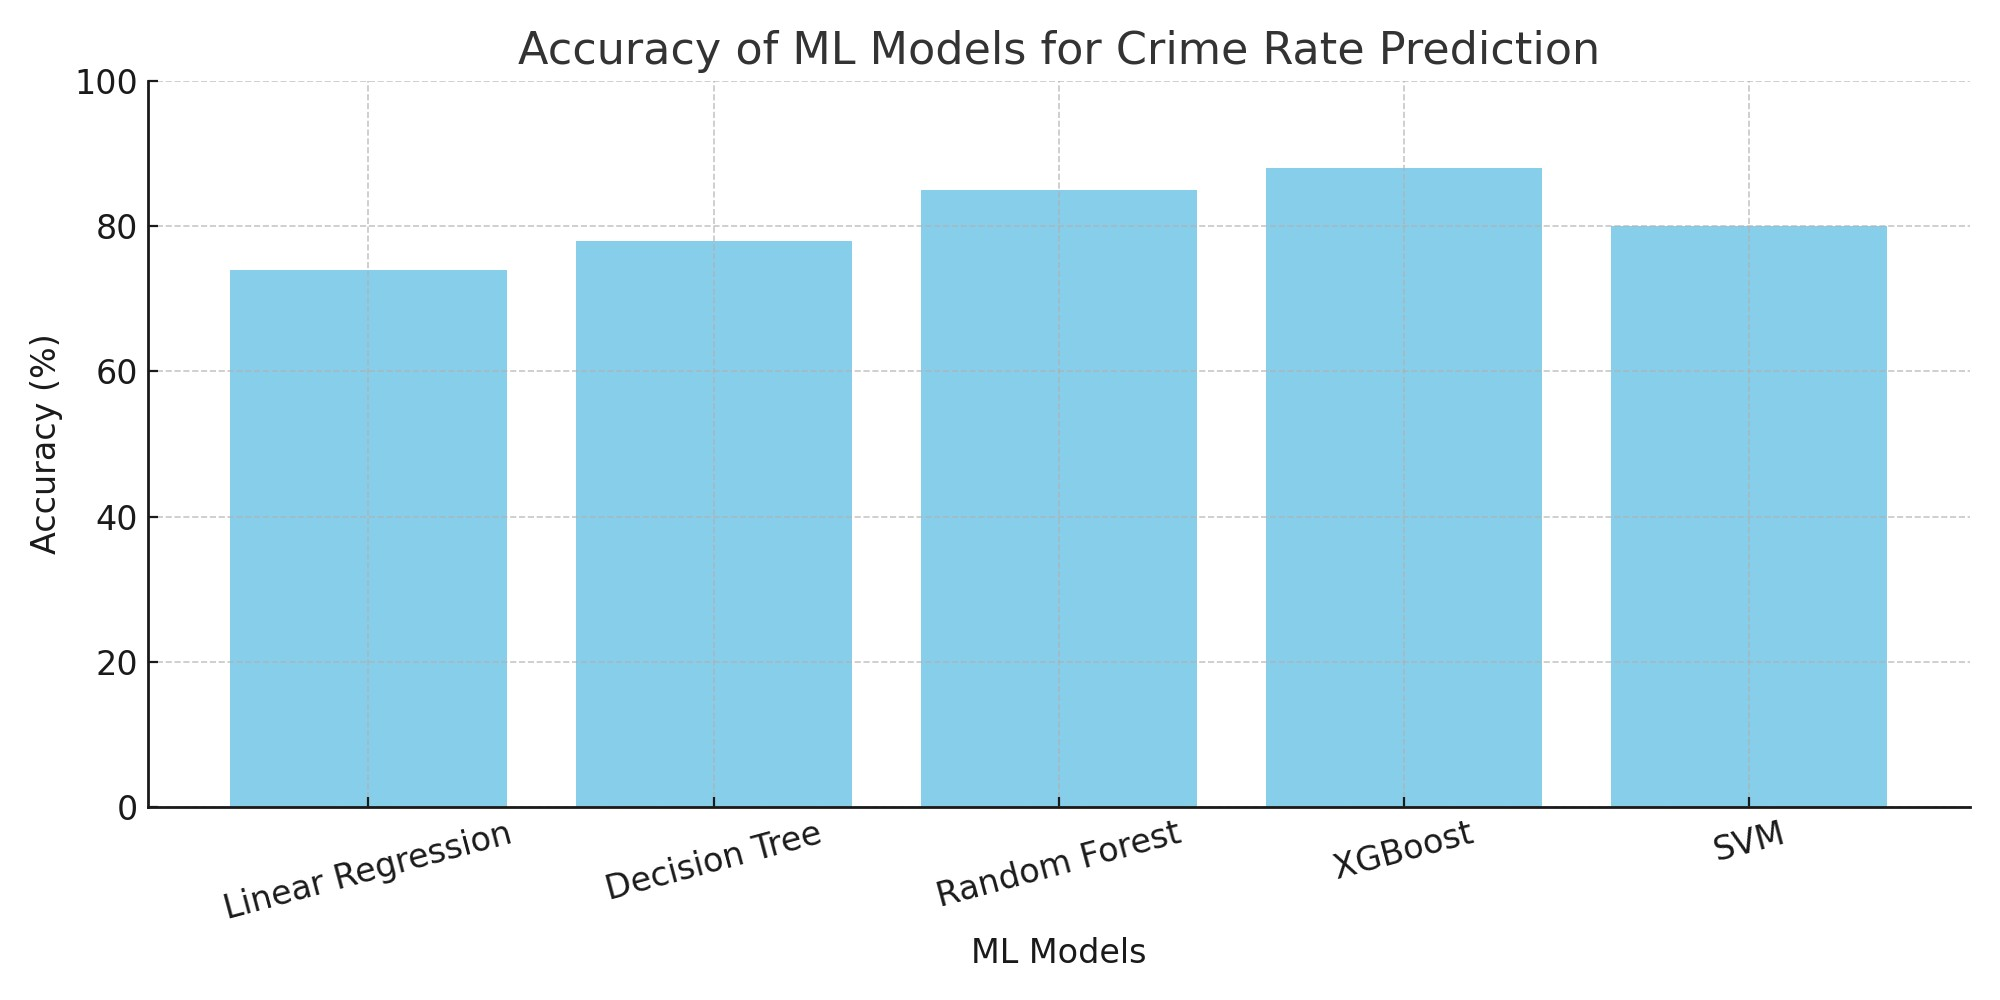 Accuracy of ML Models for Crime Rate Prediction
100
80
60
40
20
0
Accuracy (%)
Linear Regression
Decision Tree
Random Forest
XGBoost
SVM
ML Models